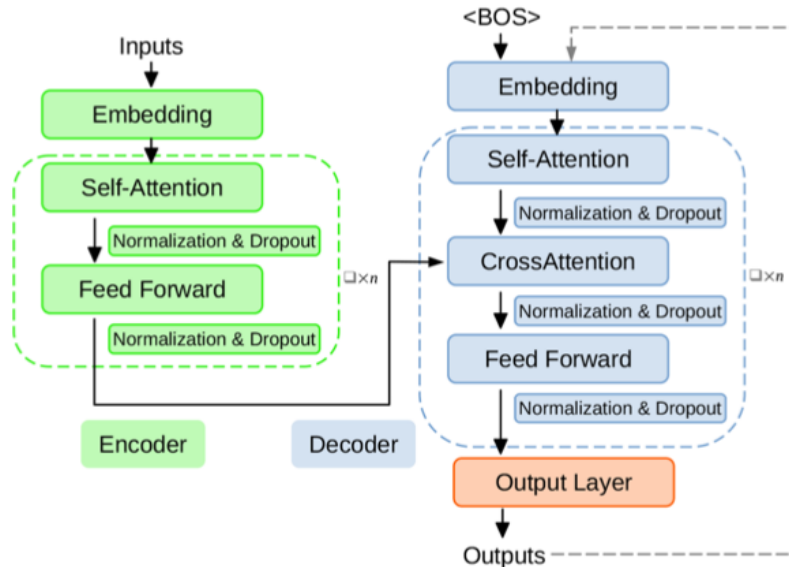 Inputs
Embedding
Self-Attention
Normalization & Dropout
Feed Forward
Normalization & Dropout
❑×n
Encoder
Decoder
<BOS>
Embedding
Self-Attention
Normalization & Dropout
CrossAttention
Normalization & Dropout
Feed Forward
Normalization & Dropout
❑×n
Output Layer
Outputs